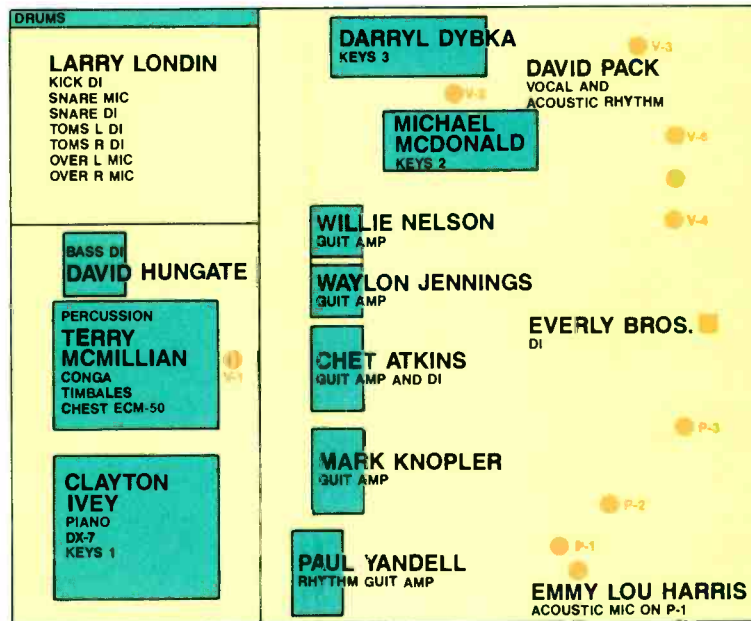 DRUMS
LARRY LONDIN
KICK DI
SNARE MIC
SNARE DI
TOMS L DI
TOMS R DI
OVER L MIC
OVER R MIC
BASS DI
DAVID HUNGATE
PERCUSSION
TERRY
MCMILLIAN
CONGA
TIMBALES
CHEST ECM-50
V-1
CLAYTON
IVEY
PIANO
DX-7
KEYS 1
DARRYL DYBKA
KEYS 3
V-3
DAVID PACK
VOCAL AND
ACOUSTIC RHYTHM
V-2
MICHAEL
MCDONALD
KEYS 2
V-4
WILLIE NELSON
GUIT AMP
WAYLON JENNINGS
GUIT AMP
EVERLY BROS.
DI
CHET ATKINS
GUIT AMP AND DI
P-3
MARK KNOPLER
GUIT AMP
P-2
P-1
PAUL YANDELL
RHYTHM GUIT AMP
EMMY LOU HARRIS
ACOUSTIC MIC ON P-1